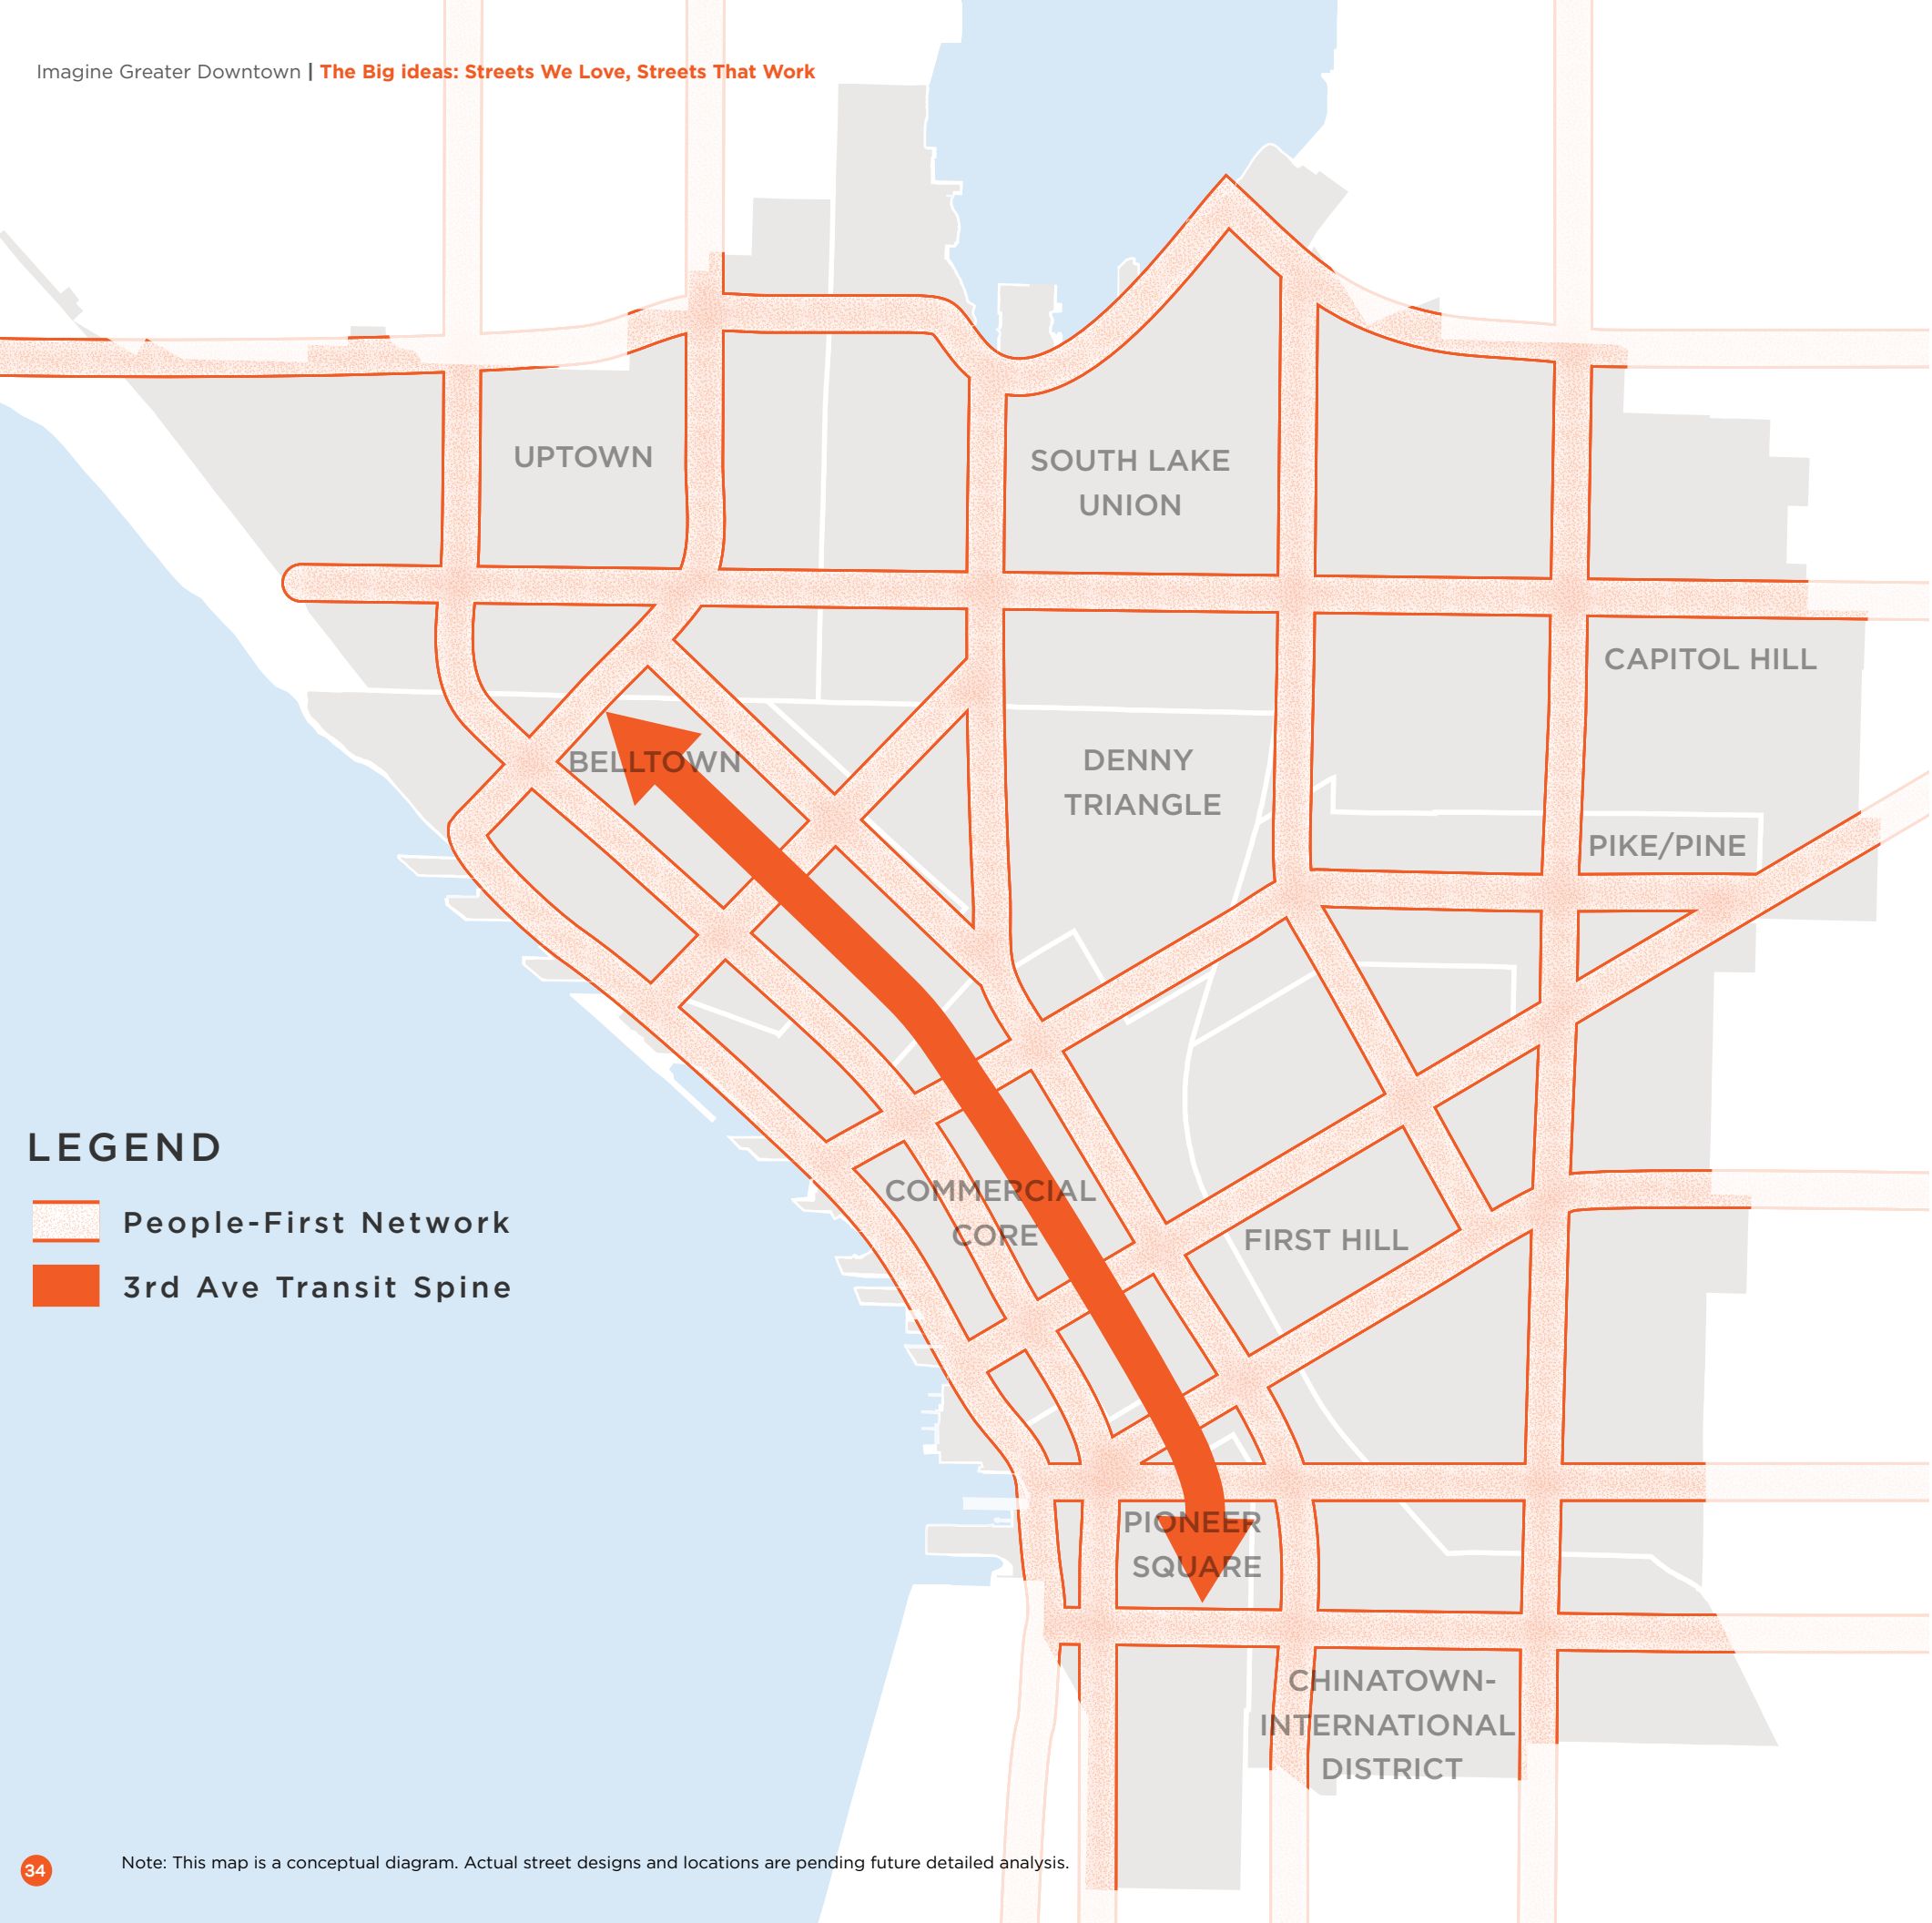 Imagine Greater Downtown | The Big ideas: Streets We Love, Streets That Work
UPTOWN
SOUTH LAKE
UNION
CAPITOL HILL
BELLTOWN
DENNY
TRIANGLE
PIKE/PINE
COMMERCIAL
CORE
FIRST HILL
LEGEND
People-First Network
3rd Ave Transit Spine
PIONEER
SQUARE
CHINATOWN-
INTERNATIONAL
DISTRICT
34
Note: This map is a conceptual diagram. Actual street designs and locations are pending future detailed analysis.